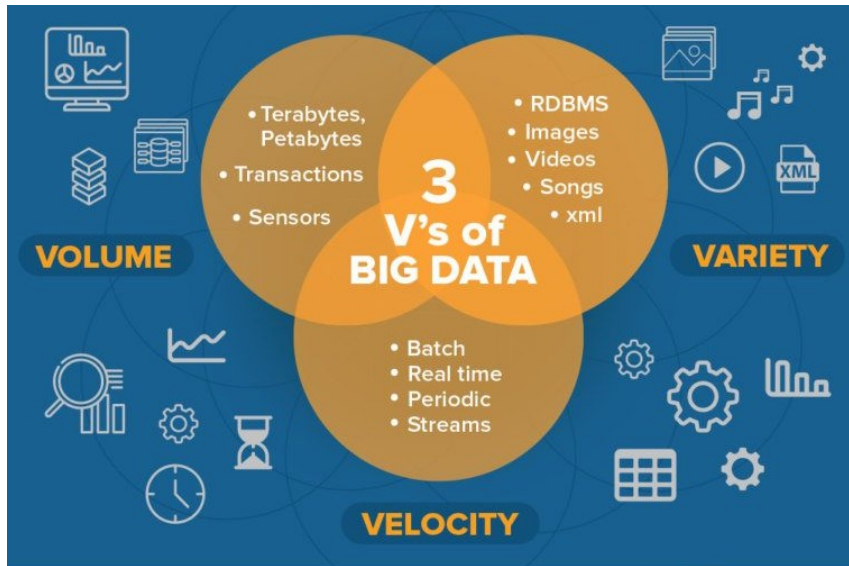 • Terabytes,
Petabytes
• Transactions
• Sensors
• RDBMS
• Images
• Videos
• Songs
• xml
3
V's of
BIG DATA
XML
VOLUME
VARIETY
• Batch
• Real time
• Periodic
• Streams
VELOCITY